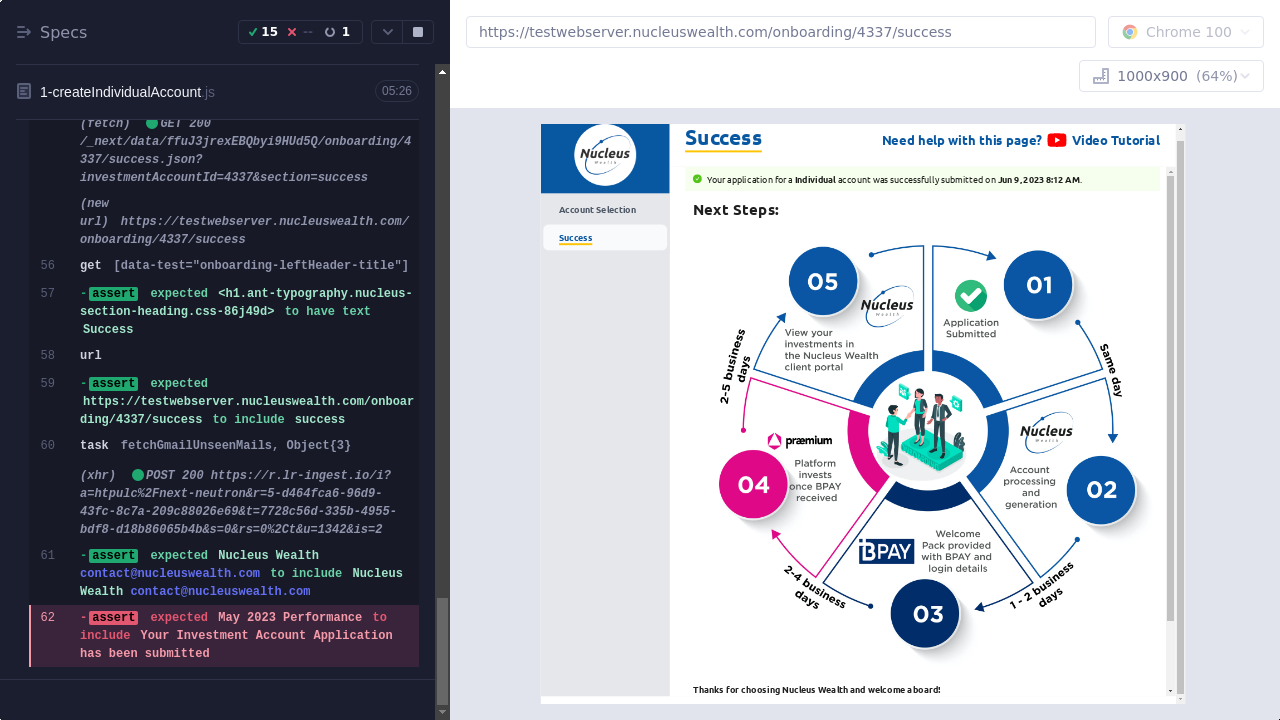 Specs
15
--
1
https://testwebserver.nucleuswealth.com/onboarding/4337/success
Chrome 100
1000x900 (64%)
1-createIndividualAccount.js
05:26
(fetch) GET 200
/_next/data/ffuJ3jrexEBQbyi9HUd5Q/onboarding/4
337/success.json?
investmentAccountId=4337&section=success
(new
url) https://testwebserver.nucleuswealth.com/
onboarding/4337/success
56 get [data-test="onboarding-leftHeader-title"]
57 -assert expected <h1.ant-typography.nucleus-
section-heading.css-86j49d> to have text
Success
58 url
59 -assert expected
https://testwebserver.nucleuswealth.com/onboar
ding/4337/success to include success
60 task fetchGmailUnseenMails, Object{3}
(xhr) POST 200 https://r.lr-ingest.io/i?
a=htpulc%2Fnext-neutron&r=5-d464fca6-96d9-
43fc-8c7a-209c88026e69&t=7728c56d-335b-4955-
bdf8-d18b86065b4b&s=0&rs=0%2Ct&u=1342&is=2
61 -assert expected Nucleus Wealth
contact@nucleuswealth.com to include Nucleus
Wealth contact@nucleuswealth.com
62 -assert expected May 2023 Performance to
include Your Investment Account Application
has been submitted
Nucleus
Wealth
Account Selection
Success
Success
Need help with this page? Video Tutorial
Your application for a Individual account was successfully submitted on Jun 9, 2023 8:12 AM.
Next Steps:
01
Application
Submitted
Same day
02
Nucleus
Wealth
Account
processing
and
generation
1 - 2 business
days
03
BPAY
Welcome
Pack provided
with BPAY and
login details
2-4 business
days
04
præmium
Platform
invests
once BPAY
received
2-5 business
days
05
Nucleus
Wealth
View your
investments in
the Nucleus Wealth
client portal
Thanks for choosing Nucleus Wealth and welcome aboard!